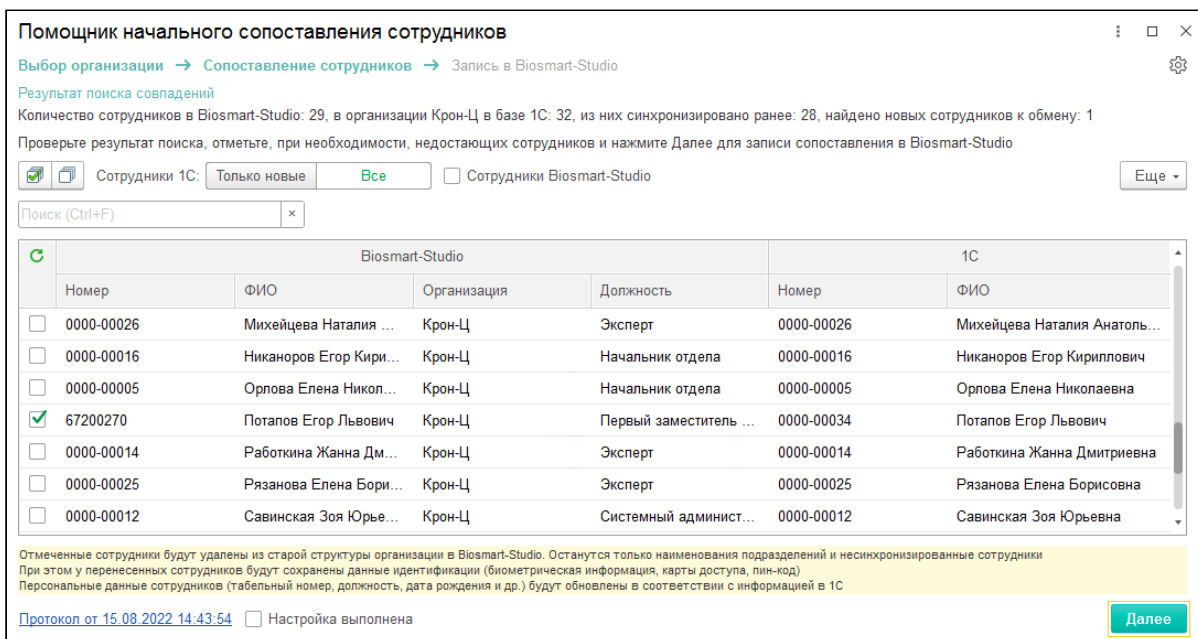 Помощник начального сопоставления сотрудников
Выбор организации → Сопоставление сотрудников → Запись в Biosmart-Studio
Результат поиска совпадений
Количество сотрудников в Biosmart-Studio: 29, в организации Крон-Ц в базе 1С: 32, из них синхронизировано ранее: 28, найдено новых сотрудников к обмену: 1
Проверьте результат поиска, отметьте, при необходимости, недостающих сотрудников и нажмите Далее для записи сопоставления в Biosmart-Studio
Сотрудники 1С: Только новые Все Сотрудники Biosmart-Studio Еще
Поиск (Ctrl+F) ×
Biosmart-Studio 1С
Номер ФИО Организация Должность Номер ФИО
0000-00026 Михейцева Наталия ... Крон-Ц Эксперт 0000-00026 Михейцева Наталия Анатоль...
0000-00016 Никаноров Егор Кири... Крон-Ц Начальник отдела 0000-00016 Никаноров Егор Кириллович
0000-00005 Орлова Елена Никол... Крон-Ц Начальник отдела 0000-00005 Орлова Елена Николаевна
67200270 Потапов Егор Львович Крон-Ц Первый заместитель ... 0000-00034 Потапов Егор Львович
0000-00014 Работкина Жанна Дм... Крон-Ц Эксперт 0000-00014 Работкина Жанна Дмитриевна
0000-00025 Рязанова Елена Бори... Крон-Ц Эксперт 0000-00025 Рязанова Елена Борисовна
0000-00012 Савинская Зоя Юрье... Крон-Ц Системный админист... 0000-00012 Савинская Зоя Юрьевна
Отмеченные сотрудники будут удалены из старой структуры организации в Biosmart-Studio. Останутся только наименования подразделений и несинхронизированные сотрудники
При этом у перенесенных сотрудников будут сохранены данные идентификации (биометрическая информация, карты доступа, пин-код)
Персональные данные сотрудников (табельный номер, должность, дата рождения и др.) будут обновлены в соответствии с информацией в 1С
Протокол от 15.08.2022 14:43:54 Настройка выполнена Далее